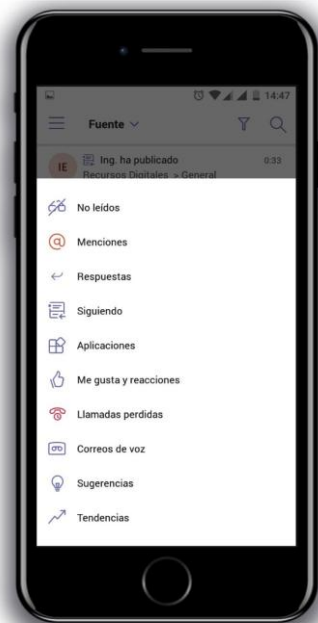 14:47
Fuente
IE
Ing. ha publicado
0:33
Recursos Digitales > General
No leídos
Menciones
Respuestas
Siguiendo
Aplicaciones
Me gusta y reacciones
Llamadas perdidas
Correos de voz
Sugerencias
Tendencias